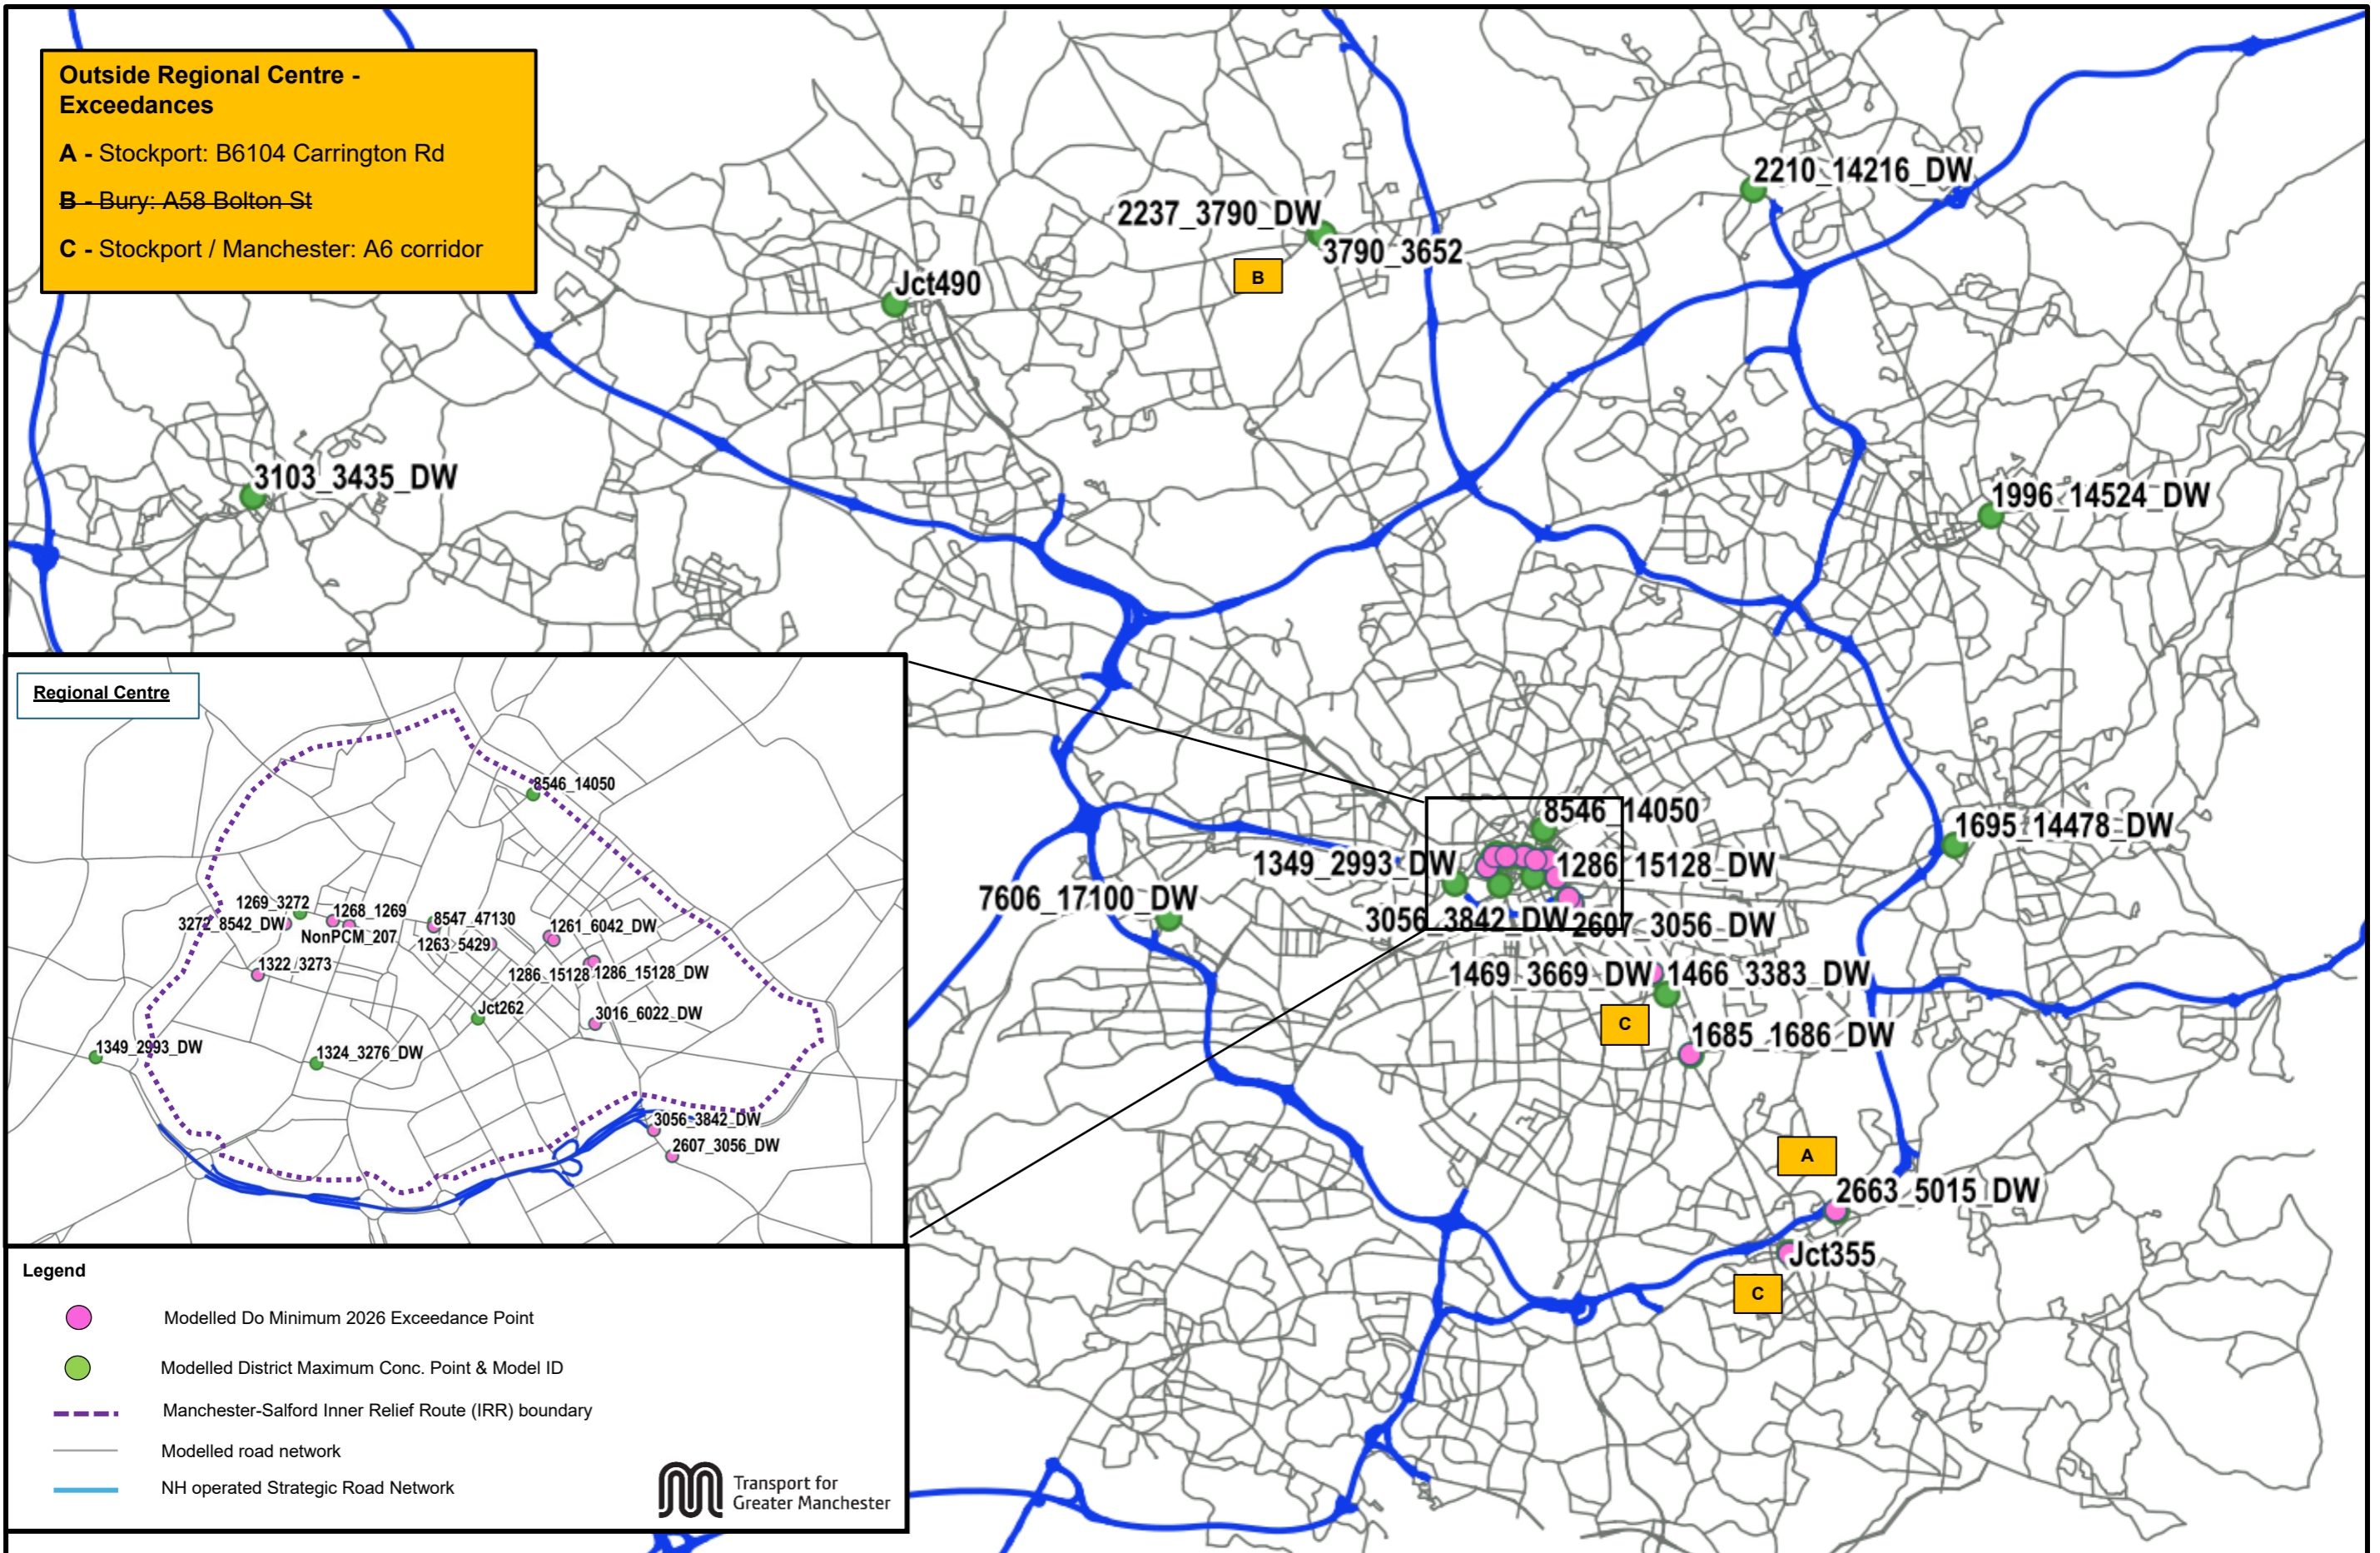 Outside Regional Centre -
Exceedances
A - Stockport: B6104 Carrington Rd
B - Bury: A58 Bolton St
C - Stockport / Manchester: A6 corridor
2210_14216_DW
2237_3790_DW
3790_3652
B
Jct490
3103_3435_DW
1996_14524_DW
8546_14050
1695_14478_DW
1349_2993_DW
1286_15128_DW
7606_17100_DW
3056_3842_DW
2607_3056_DW
1469_3669_DW
1466_3383_DW
C
1685_1686_DW
A
2663_5015_DW
Jct355
C
Regional Centre
8546_14050
1269_3272
1268_1269
3272_8542_DW
NonPCM_207
8547_47130
1263_5429
1261_6042_DW
1322_3273
1286_15128
1286_15128_DW
Jct262
3016_6022_DW
1349_2993_DW
1324_3276_DW
3056_3842_DW
2607_3056_DW
Legend
Modelled Do Minimum 2026 Exceedance Point
Modelled District Maximum Conc. Point & Model ID
Manchester-Salford Inner Relief Route (IRR) boundary
Modelled road network
NH operated Strategic Road Network
Transport for
Greater Manchester